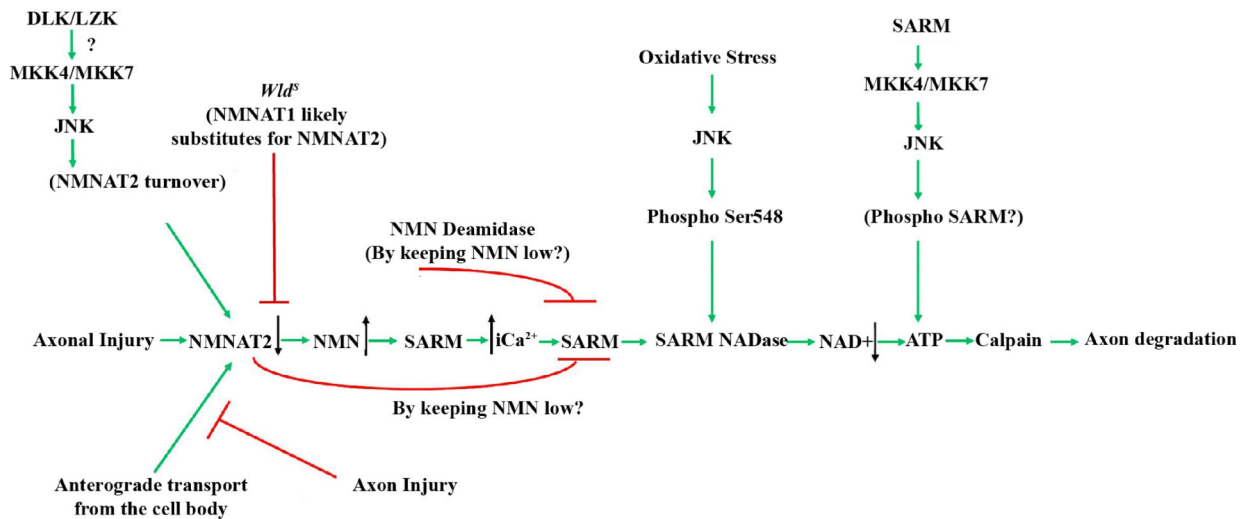 DLK/LZK
?
MKK4/MKK7
JNK
(NMNAT2 turnover)
Wldˢ
(NMNAT1 likely
substitutes for NMNAT2)
NMN Deamidase
(By keeping NMN low?)
Oxidative Stress
JNK
Phospho Ser548
SARM
MKK4/MKK7
JNK
(Phospho SARM?)
Axonal Injury NMNAT2 NMN SARM iCa²⁺ SARM SARM NADase NAD+ ATP Calpain Axon degradation
By keeping NMN low?
Anterograde transport
from the cell body
Axon Injury